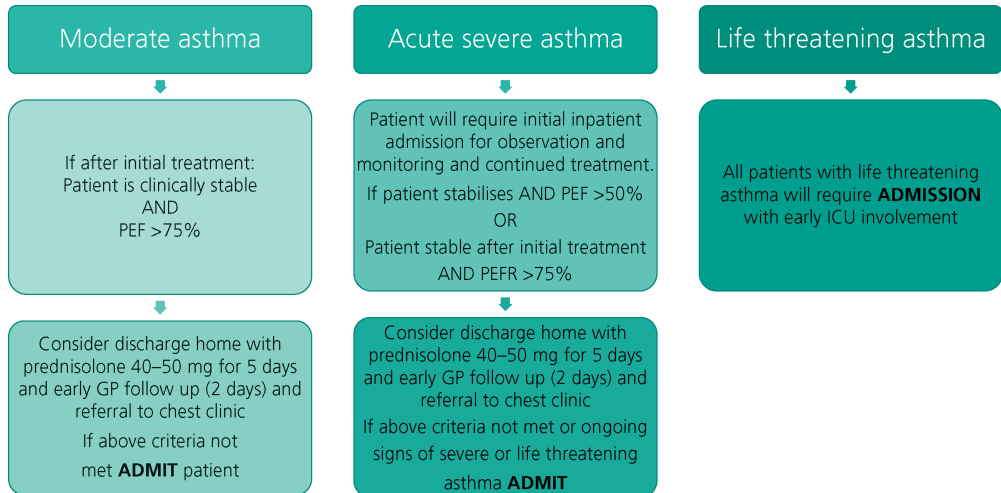 Moderate asthma
If after initial treatment:
Patient is clinically stable
AND
PEF >75%
Consider discharge home with
prednisolone 40–50 mg for 5 days
and early GP follow up (2 days) and
referral to chest clinic
If above criteria not
met ADMIT patient
Acute severe asthma
Patient will require initial inpatient
admission for observation and
monitoring and continued treatment.
If patient stabilises AND PEF >50%
OR
Patient stable after initial treatment
AND PEFR >75%
Consider discharge home with
prednisolone 40–50 mg for 5 days
and early GP follow up (2 days) and
referral to chest clinic
If above criteria not met or ongoing
signs of severe or life threatening
asthma ADMIT
Life threatening asthma
All patients with life threatening
asthma will require ADMISSION
with early ICU involvement